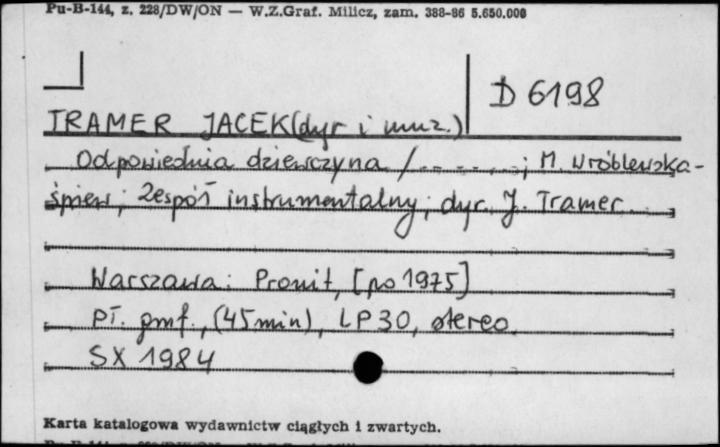 Pu-B-144, z. 228/DW/ON — W.Z.Graf. Milicz, zam. 388-86 5.650.000
D 6198
TRAMER JACEK (dyr i muz.)
Odpowiednia dziewczyna / . - - . - . . ; M. Wróblewska -
śpiew; Zespół instrumentalny; dyr. J. Tramer
Warszawa: Pronit, [po 1975]
Pł. gmf., (45 min), LP 30, stereo
SX 1984
Karta katalogowa wydawnictw ciągłych i zwartych.